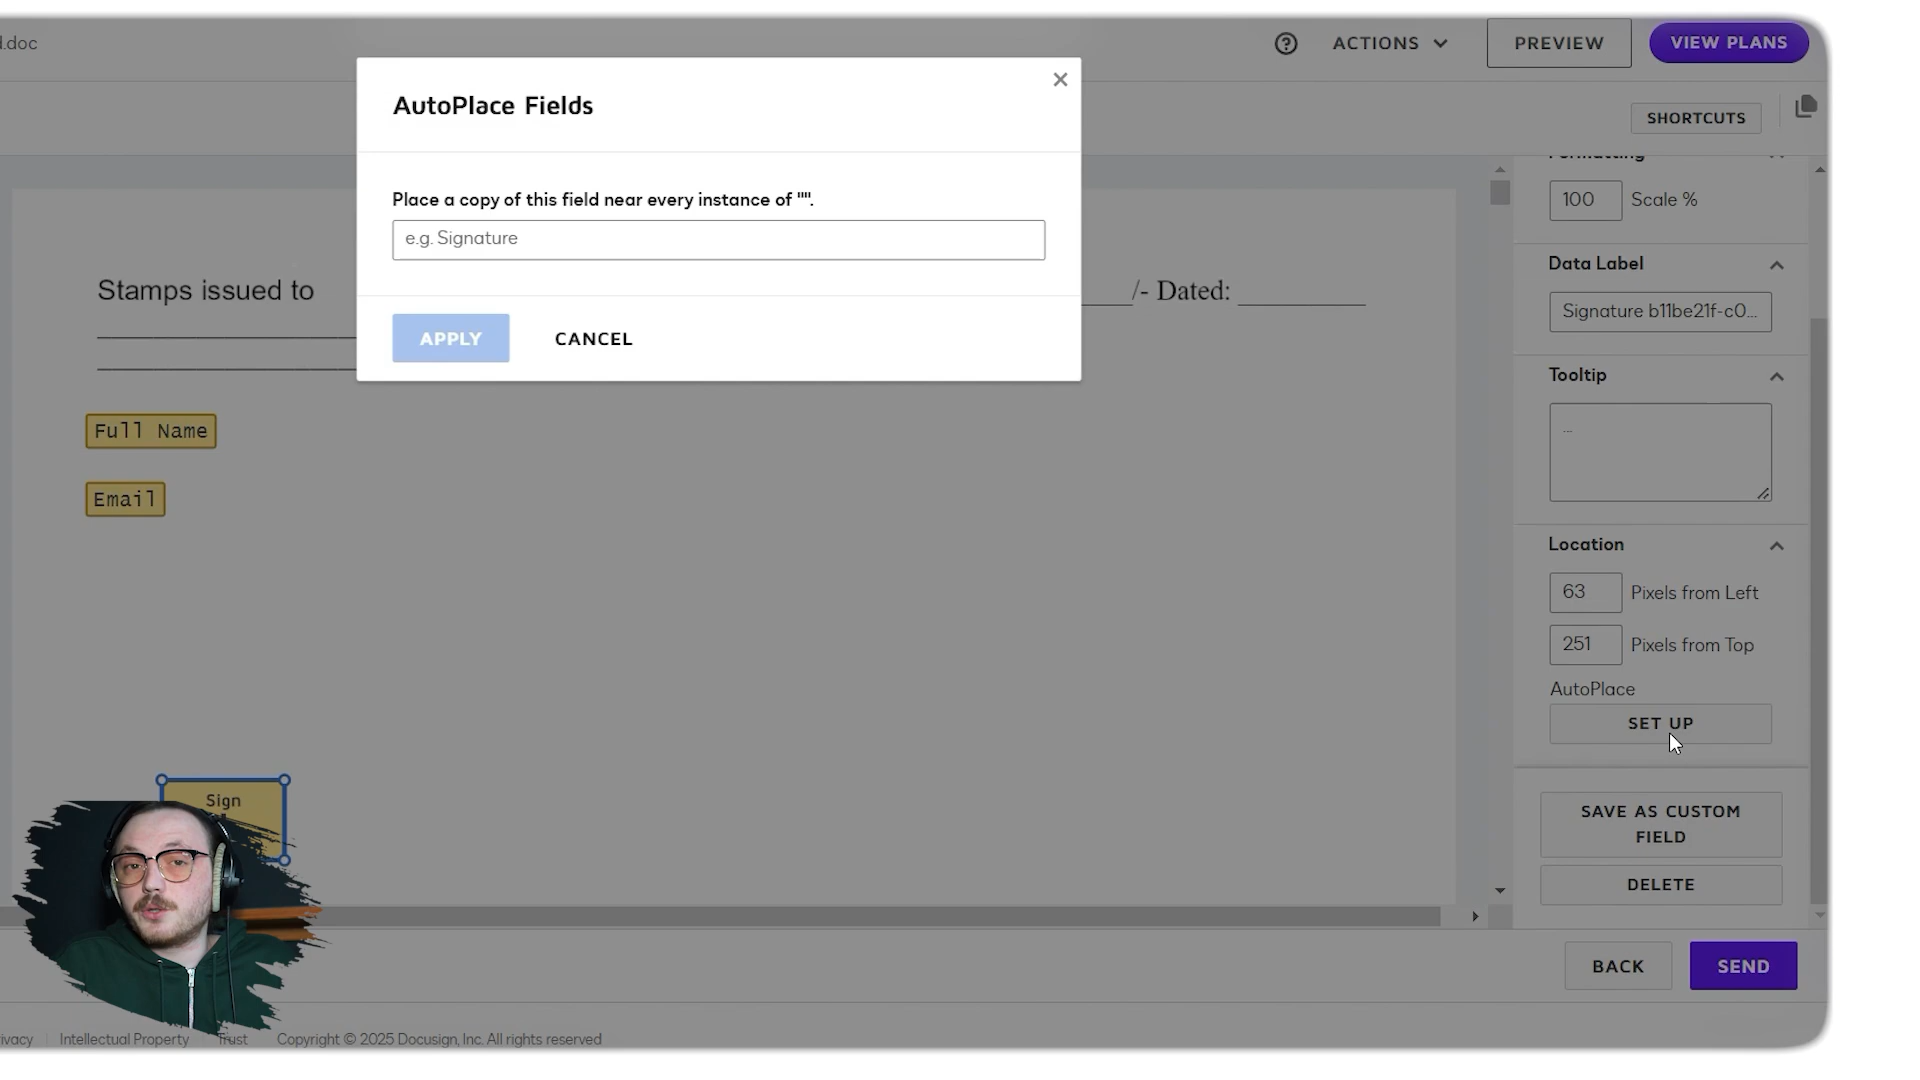 .doc
ACTIONS
PREVIEW
VIEW PLANS
AutoPlace Fields
SHORTCUTS
Formatting
Place a copy of this field near every instance of "".
e.g. Signature
100 Scale %
Data Label
Signature b11be21f-c0...
Stamps issued to
/- Dated: __________
APPLY
CANCEL
Tooltip
...
Full Name
Email
Location
63 Pixels from Left
251 Pixels from Top
AutoPlace
SET UP
Sign
SAVE AS CUSTOM
FIELD
DELETE
BACK
SEND
Intellectual Property
Trust
Copyright © 2025 Docusign, Inc. All rights reserved